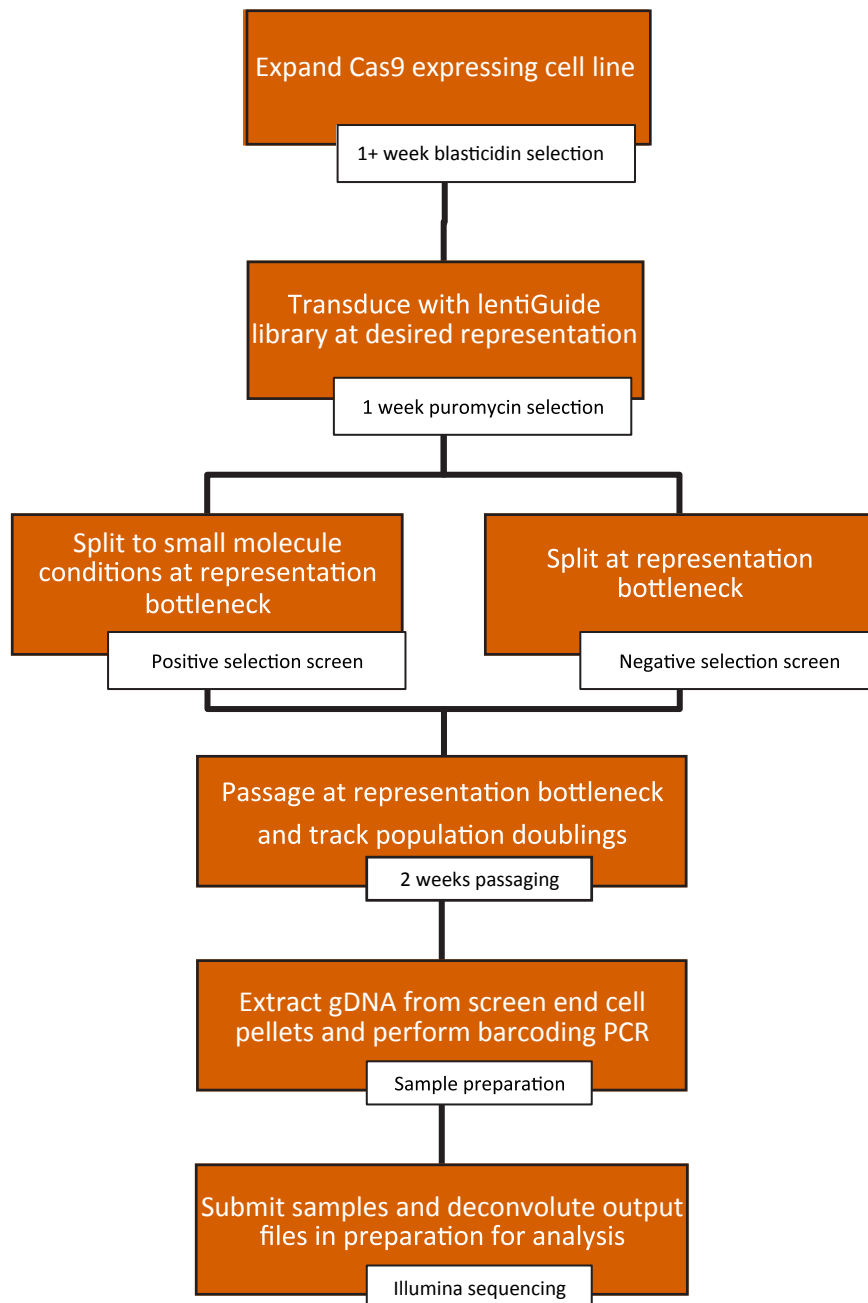 Expand Cas9 expressing cell line
1+ week blasticidin selection
Transduce with lentiGuide
library at desired representation
1 week puromycin selection
Split to small molecule
conditions at representation
bottleneck
Positive selection screen
Split at representation
bottleneck
Negative selection screen
Passage at representation bottleneck
and track population doublings
2 weeks passaging
Extract gDNA from screen end cell
pellets and perform barcoding PCR
Sample preparation
Submit samples and deconvolute output
files in preparation for analysis
Illumina sequencing